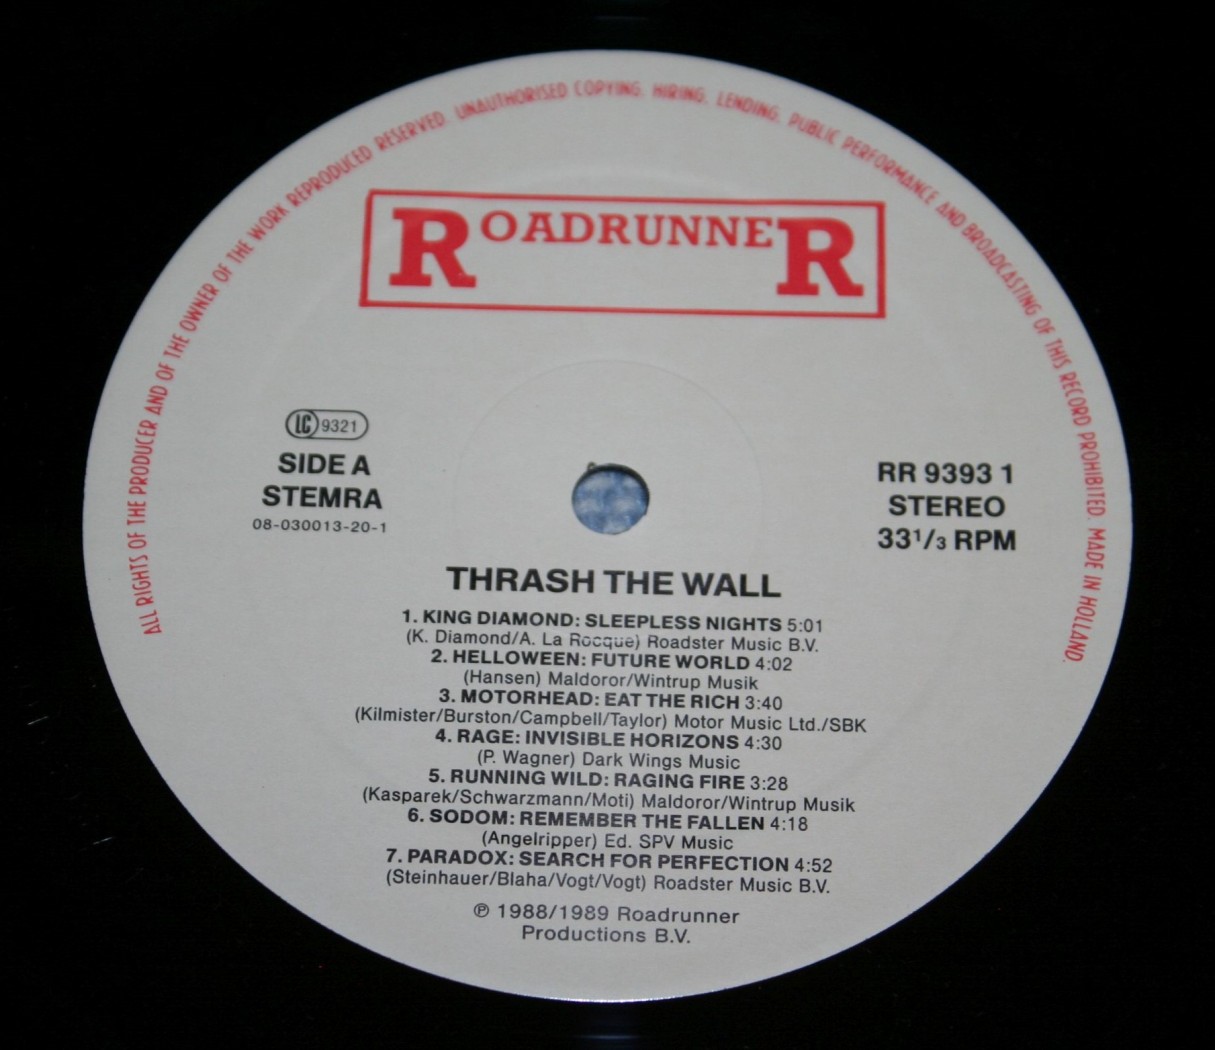 ALL RIGHTS OF THE PRODUCER AND OF THE OWNER OF THE WORK REPRODUCED RESERVED. UNAUTHORISED COPYING, HIRING, LENDING, PUBLIC PERFORMANCE AND BROADCASTING OF THIS RECORD PROHIBITED. MADE IN HOLLAND.
ROADRUNNER
LC 9321
SIDE A
STEMRA
08-030013-20-1
RR 9393 1
STEREO
33 1/3 RPM
THRASH THE WALL
1. KING DIAMOND: SLEEPLESS NIGHTS 5:01
(K. Diamond/A. La Rocque) Roadster Music B.V.
2. HELLOWEEN: FUTURE WORLD 4:02
(Hansen) Maldoror/Wintrup Musik
3. MOTORHEAD: EAT THE RICH 3:40
(Kilmister/Burston/Campbell/Taylor) Motor Music Ltd./SBK
4. RAGE: INVISIBLE HORIZONS 4:30
(P. Wagner) Dark Wings Music
5. RUNNING WILD: RAGING FIRE 3:28
(Kasparek/Schwarzmann/Moti) Maldoror/Wintrup Musik
6. SODOM: REMEMBER THE FALLEN 4:18
(Angelripper) Ed. SPV Music
7. PARADOX: SEARCH FOR PERFECTION 4:52
(Steinhauer/Blaha/Vogt/Vogt) Roadster Music B.V.
℗ 1988/1989 Roadrunner
Productions B.V.